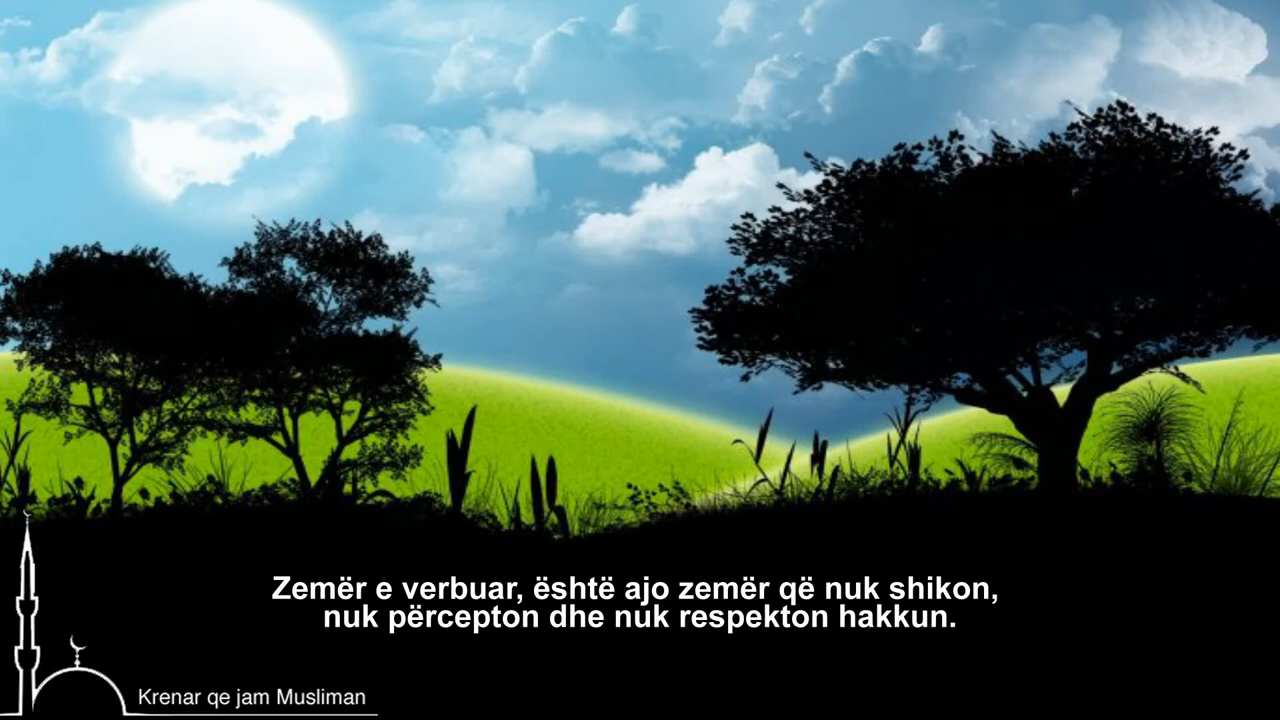 Zemër e verbuar, është ajo zemër që nuk shikon,
nuk përcepton dhe nuk respekton hakkun.
Krenar qe jam Musliman